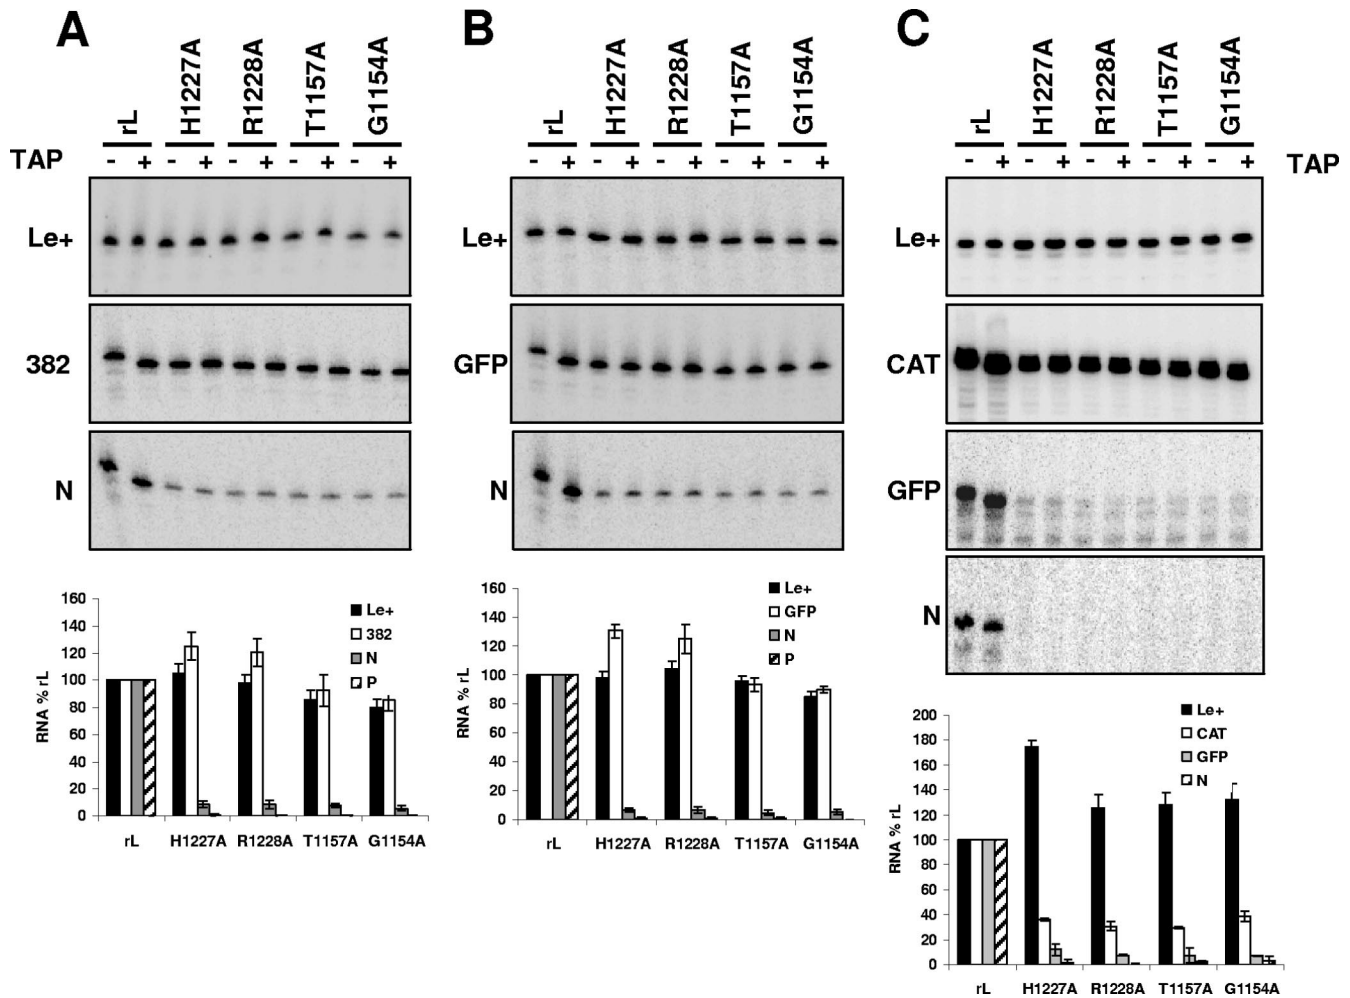 A
rL H1227A R1228A T1157A G1154A
TAP - + - + - + - + - +
Le+
382
N
160
140
120
100
80
60
40
20
0
RNA % rL
Le+
382
N
P
rL H1227A R1228A T1157A G1154A
B
rL H1227A R1228A T1157A G1154A
- + - + - + - + - +
Le+
GFP
N
160
140
120
100
80
60
40
20
0
RNA % rL
Le+
GFP
N
P
rL H1227A R1228A T1157A G1154A
C
rL H1227A R1228A T1157A G1154A
- + - + - + - + - + TAP
Le+
CAT
GFP
N
200
180
160
140
120
100
80
60
40
20
0
RNA % rL
Le+
CAT
GFP
N
rL H1227A R1228A T1157A G1154A